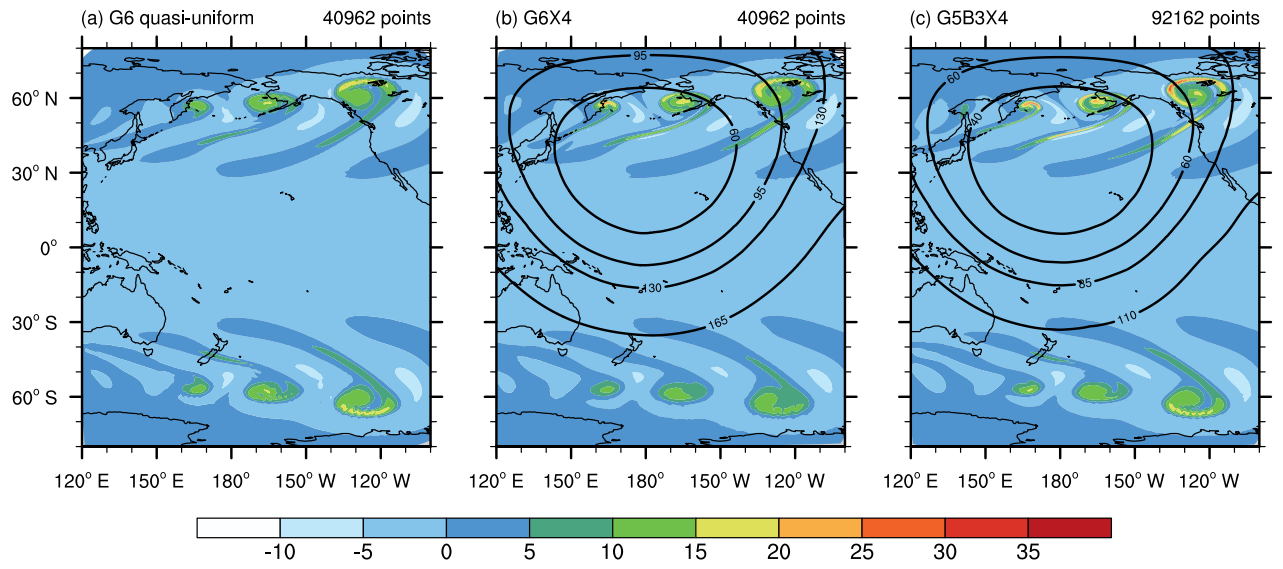 (a) G6 quasi-uniform 40962 points (b) G6X4 40962 points (c) G5B3X4 92162 points
95 60
60° N
130 40
60 60
30° N
95
0°
130 85
165 110
30° S
60° S
120° E 150° E 180° 150° W 120° W 120° E 150° E 180° 150° W 120° W 120° E 150° E 180° 150° W 120° W
-10 -5 0 5 10 15 20 25 30 35